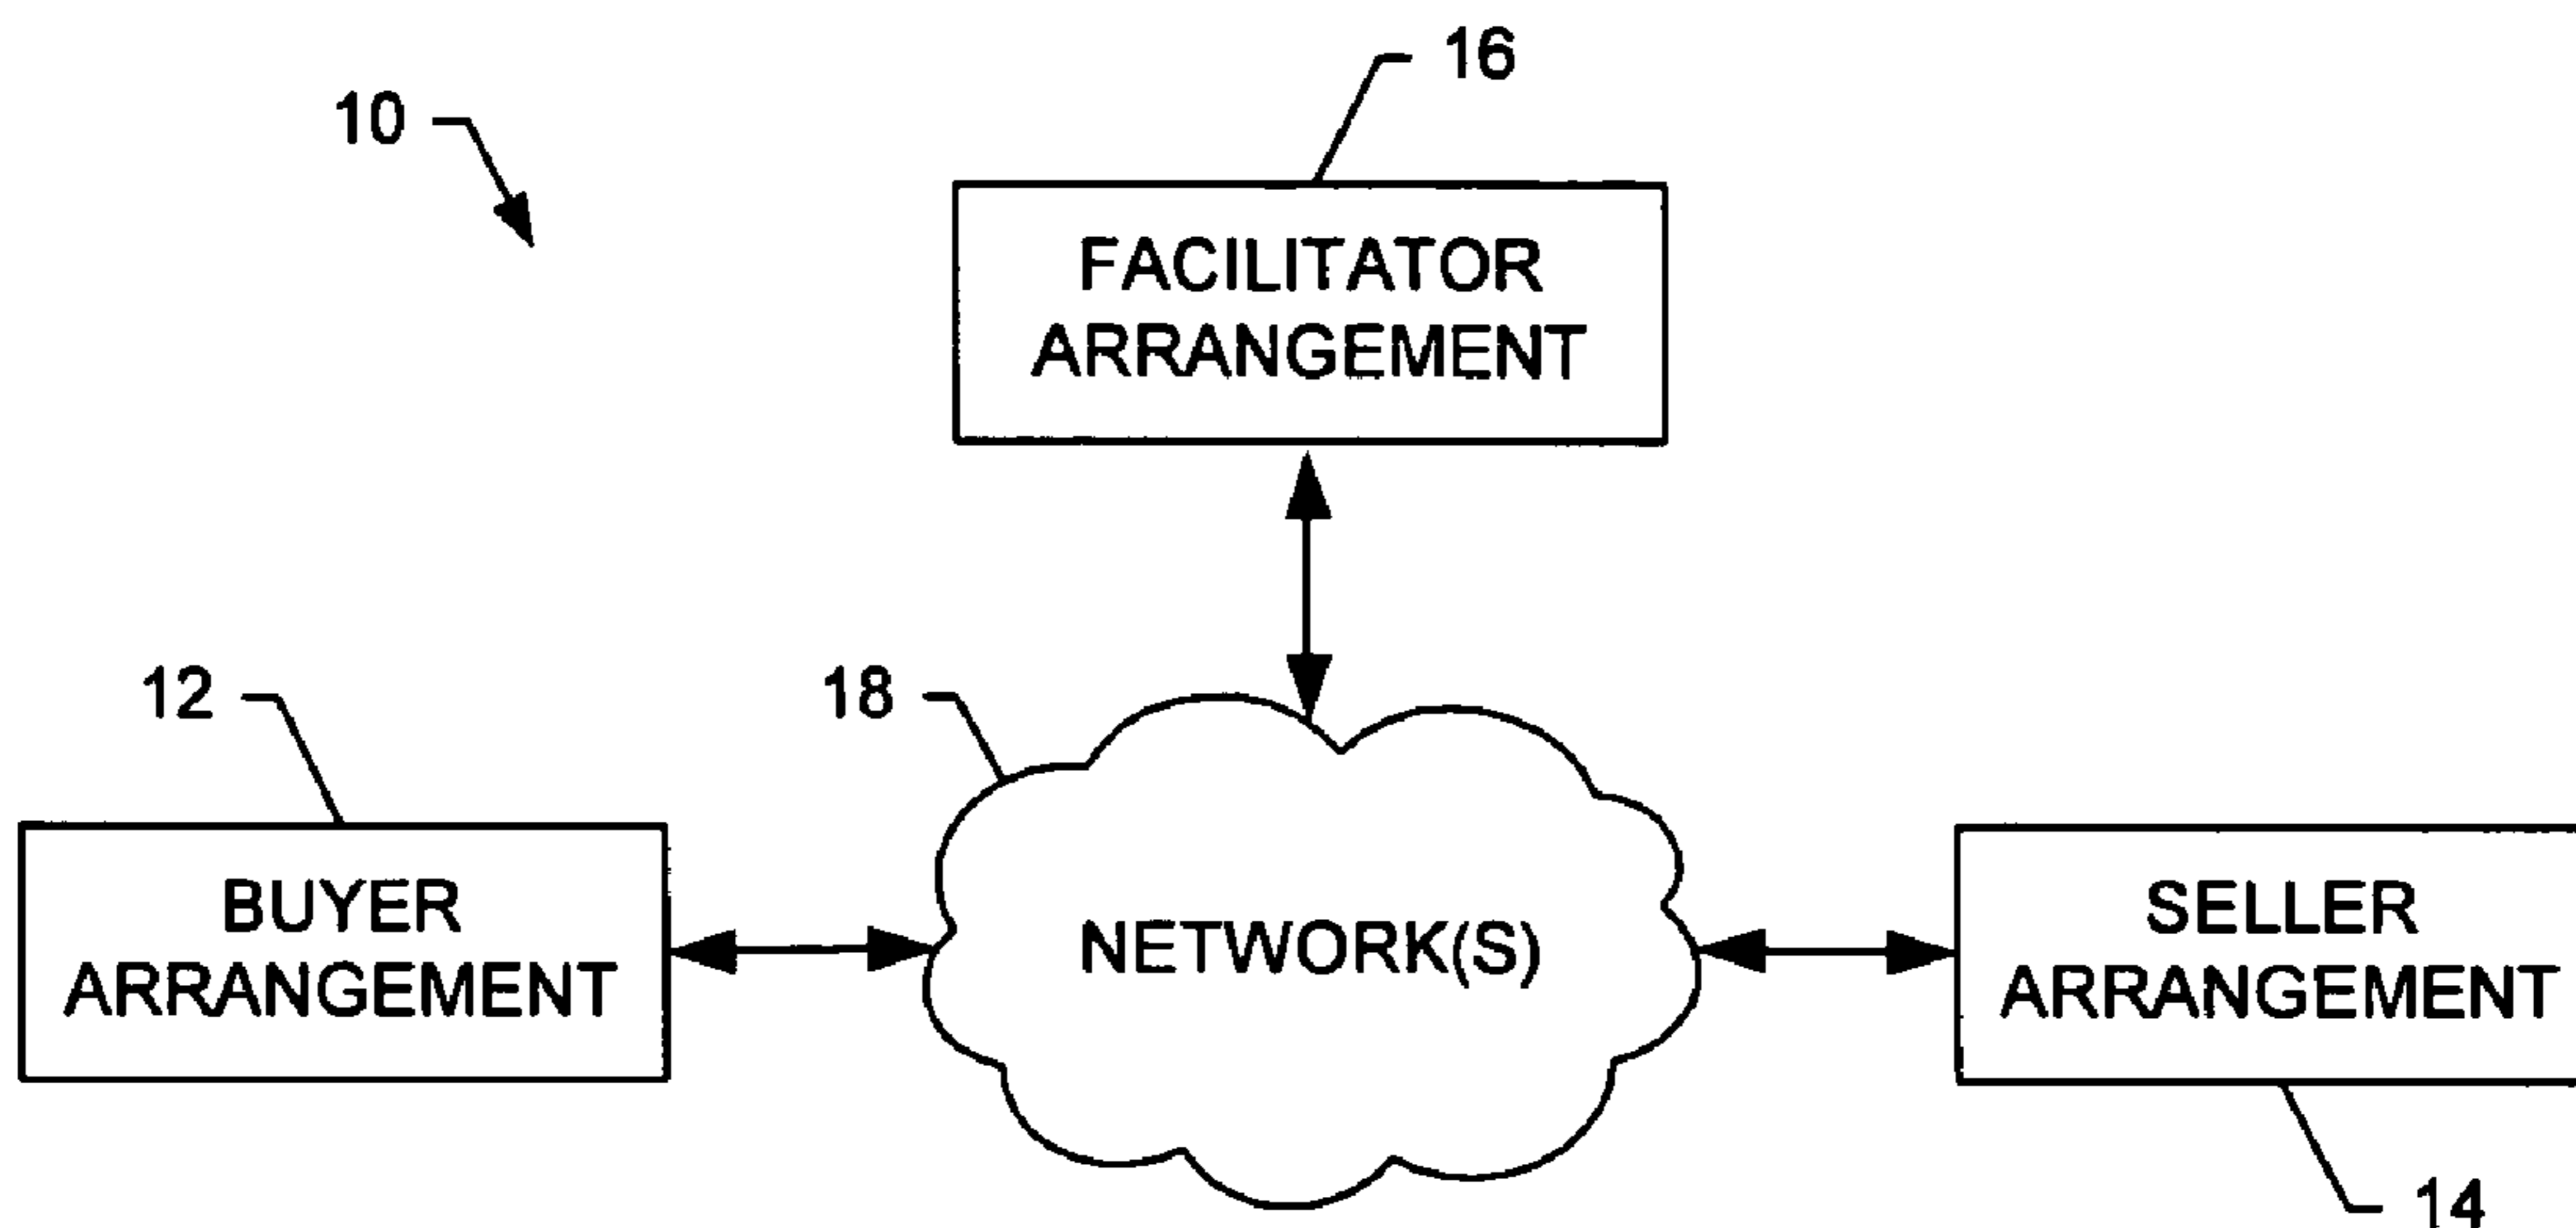 16
10
FACILITATOR
ARRANGEMENT
12
18
BUYER
ARRANGEMENT
NETWORK(S)
SELLER
ARRANGEMENT
14